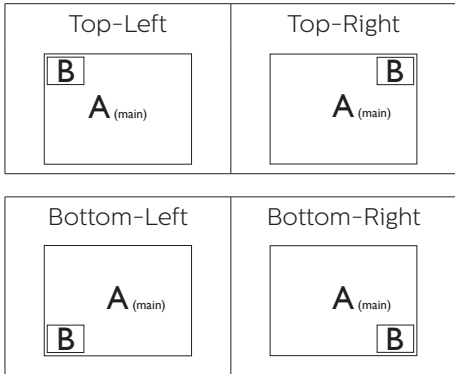 Top-Left Top-Right
B B
A (main) A (main)
Bottom-Left Bottom-Right
A (main) A (main)
B B